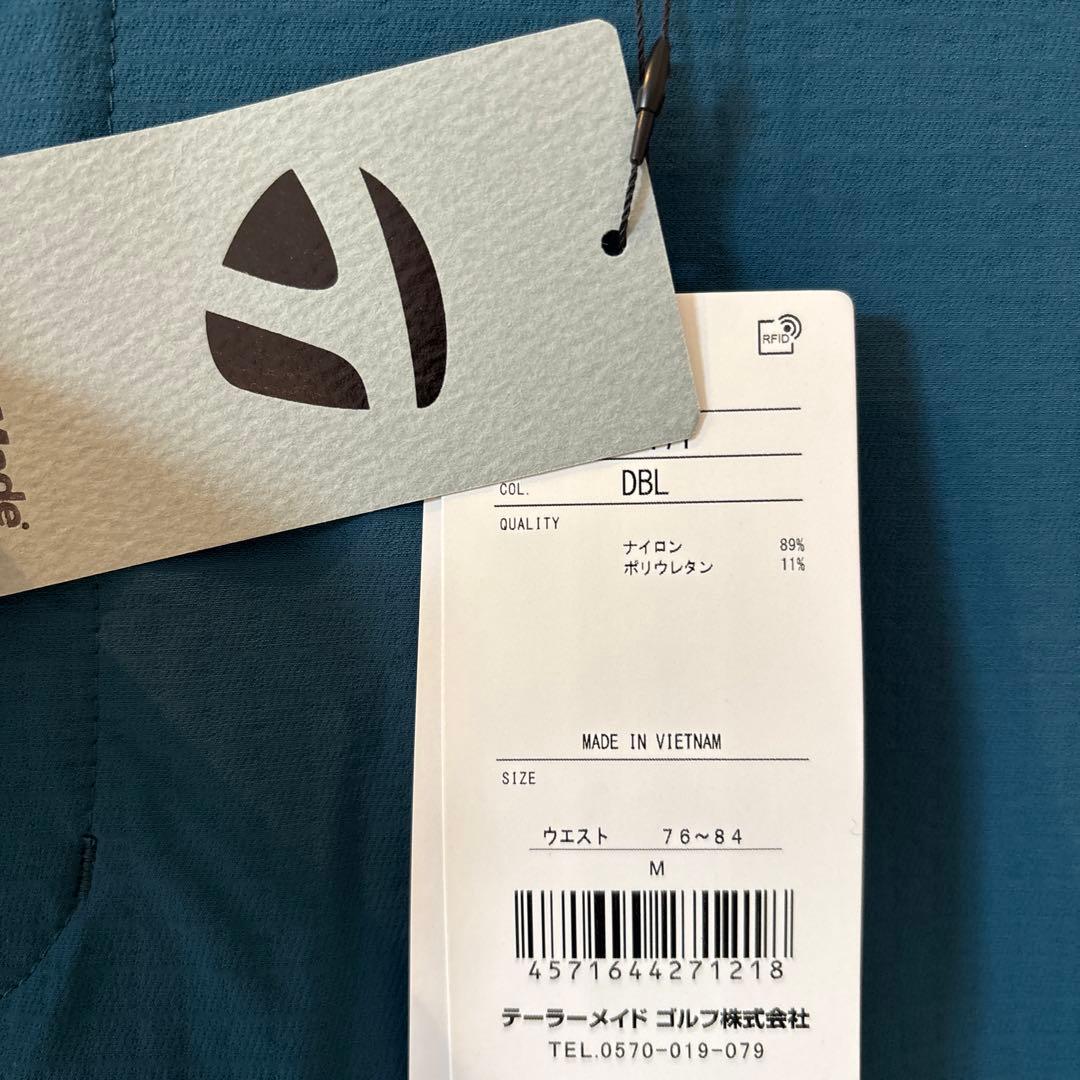 RFID
COL. DBL
QUALITY
ナイロン 89%
ポリウレタン 11%
MADE IN VIETNAM
SIZE
ウエスト 76~84
M
4571644271218
テーラーメイド ゴルフ株式会社
TEL.0570-019-079